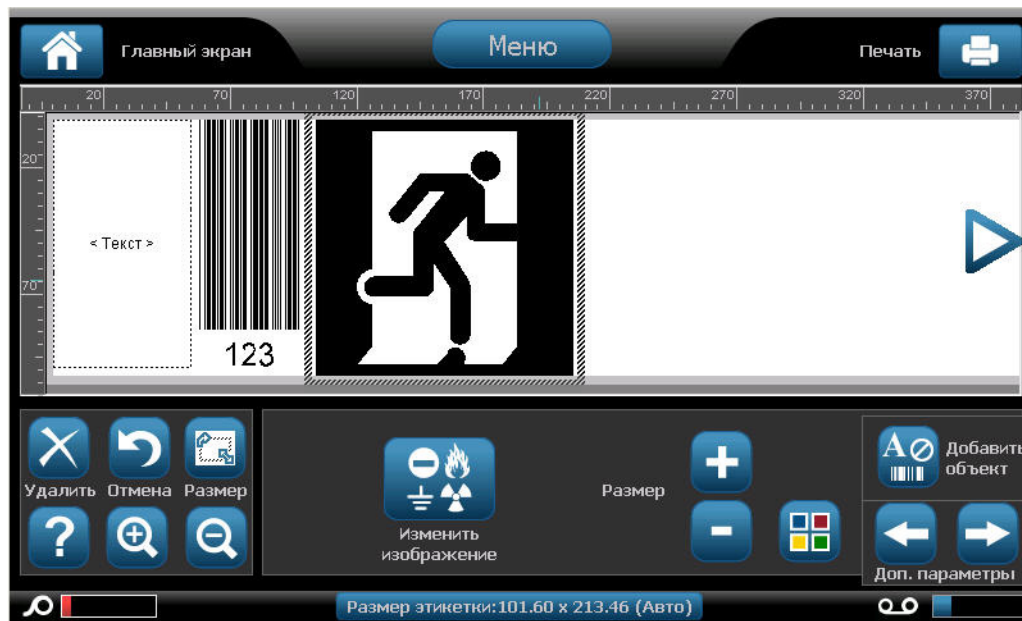 Главный экран
Меню
Печать
20 70 120 170 220 270 320 370
20
70
< Текст >
123
Удалить Отмена Размер
?
Изменить
изображение
Размер
+
-
A
Добавить
объект
Доп. параметры
Размер этикетки:101.60 x 213.46 (Авто)